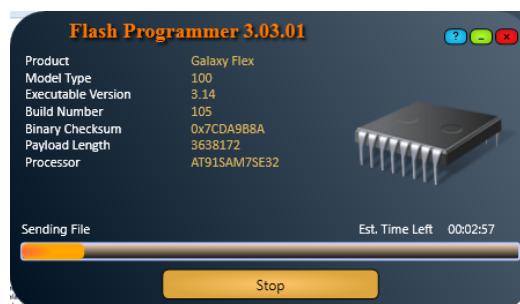 Flash Programmer 3.03.01
?
Product Galaxy Flex
Model Type 100
Executable Version 3.14
Build Number 105
Binary Checksum 0x7CDA9B8A
Payload Length 3638172
Processor AT91SAM7SE32
Sending File Est. Time Left 00:02:57
Stop